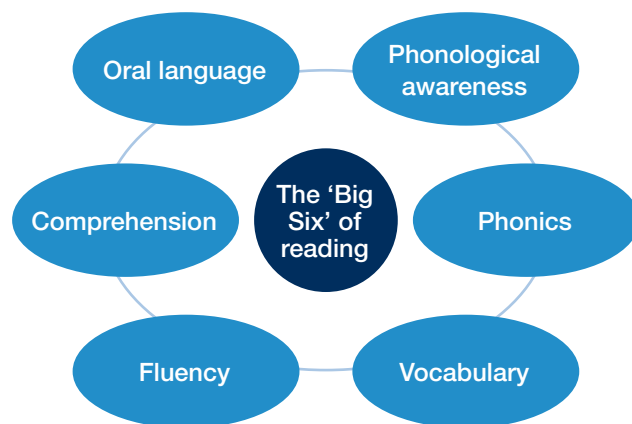 Oral language
Phonological
awareness
Comprehension
The ‘Big
Six’ of
reading
Phonics
Fluency
Vocabulary